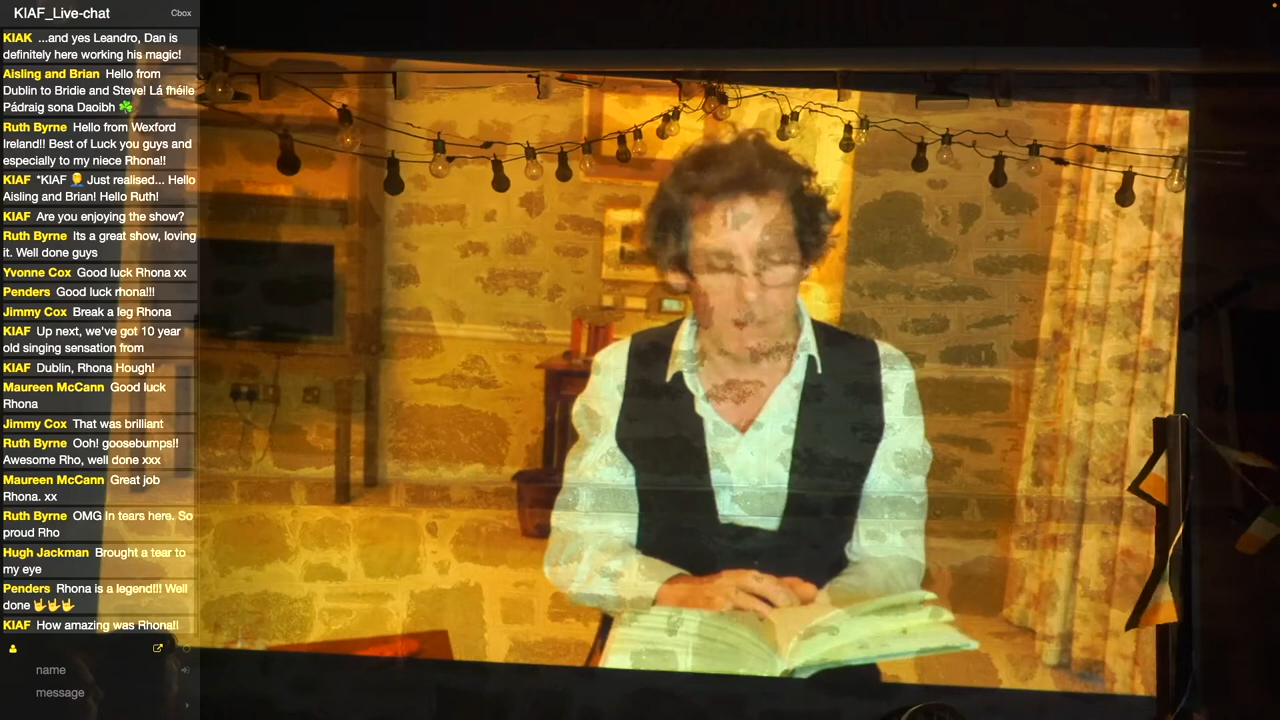 KIAF_Live-chat
Cbox
KIAK ...and yes Leandro, Dan is
definitely here working his magic!
Aisling and Brian Hello from
Dublin to Bridie and Steve! Lá fhéile
Pádraig sona Daoibh ☘️
Ruth Byrne Hello from Wexford
Ireland!! Best of Luck you guys and
especially to my niece Rhona!!
KIAF *KIAF 🤦 Just realised... Hello
Aisling and Brian! Hello Ruth!
KIAF Are you enjoying the show?
Ruth Byrne Its a great show, loving
it. Well done guys
Yvonne Cox Good luck Rhona xx
Penders Good luck rhona!!!
Jimmy Cox Break a leg Rhona
KIAF Up next, we've got 10 year
old singing sensation from
KIAF Dublin, Rhona Hough!
Maureen McCann Good luck
Rhona
Jimmy Cox That was brilliant
Ruth Byrne Ooh! goosebumps!!
Awesome Rho, well done xxx
Maureen McCann Great job
Rhona. xx
Ruth Byrne OMG In tears here. So
proud Rho
Hugh Jackman Brought a tear to
my eye
Penders Rhona is a legend!!! Well
done 🤟🤟🤟
KIAF How amazing was Rhona!!
name
message